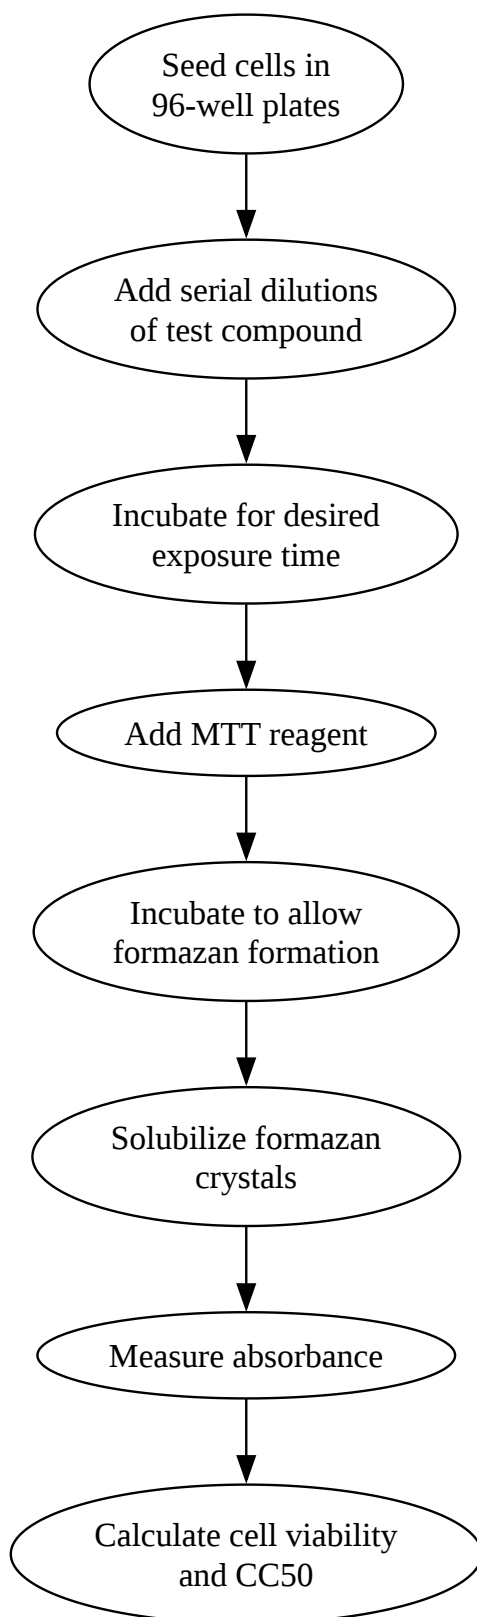 Seed cells in
96-well plates
Add serial dilutions
of test compound
Incubate for desired
exposure time
Add MTT reagent
Incubate to allow
formazan formation
Solubilize formazan
crystals
Measure absorbance
Calculate cell viability
and CC50